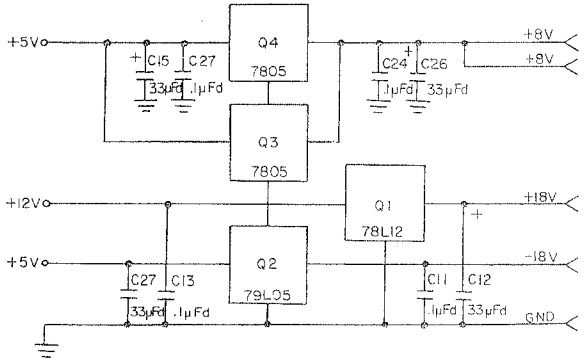 +5V
+
C15
33µFd
C27
.1µFd
Q4
7805
C24
.1µFd
+
C26
33µFd
+8V
+8V
Q3
7805
+12V
Q1
78L12
+18V
+
+5V
C27
33µFd
C13
.1µFd
Q2
79L05
C11
.1µFd
C12
33µFd
-18V
GND